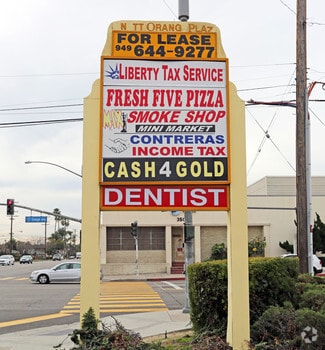 N TT ORANG PLAZ
FOR LEASE
949 644-9277
LIBERTY TAX SERVICE
FRESH FIVE PIZZA
SMOKE SHOP
MINI MARKET
CONTRERAS
INCOME TAX
CASH4GOLD
DENTIST